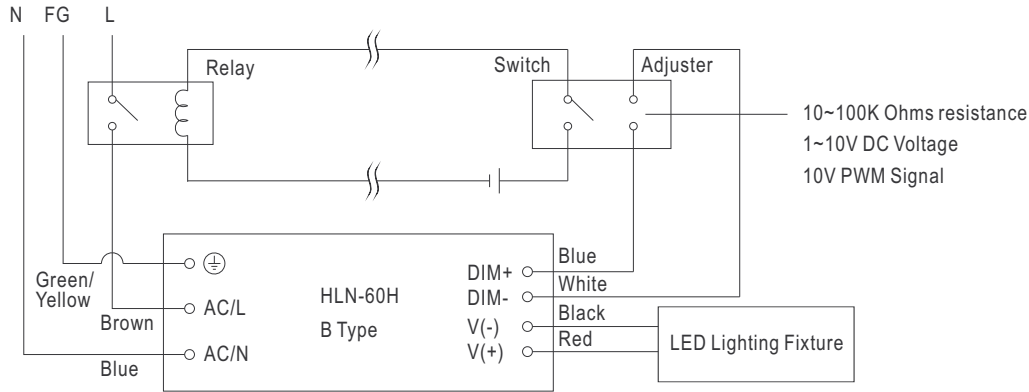 N FG L
Relay
Switch
Adjuster
10~100K Ohms resistance
1~10V DC Voltage
10V PWM Signal
Green/
Yellow
Brown
Blue
AC/L
AC/N
HLN-60H
B Type
DIM+
DIM-
V(-)
V(+)
Blue
White
Black
Red
LED Lighting Fixture